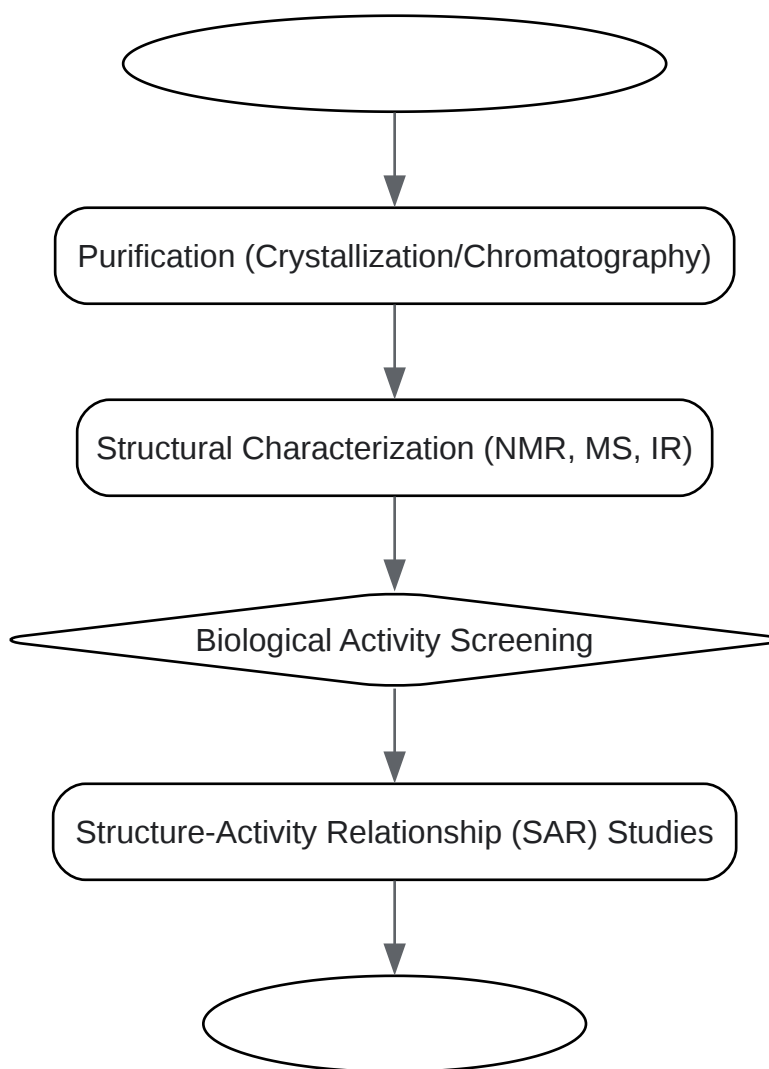 Purification (Crystallization/Chromatography)
Structural Characterization (NMR, MS, IR)
Biological Activity Screening
Structure-Activity Relationship (SAR) Studies